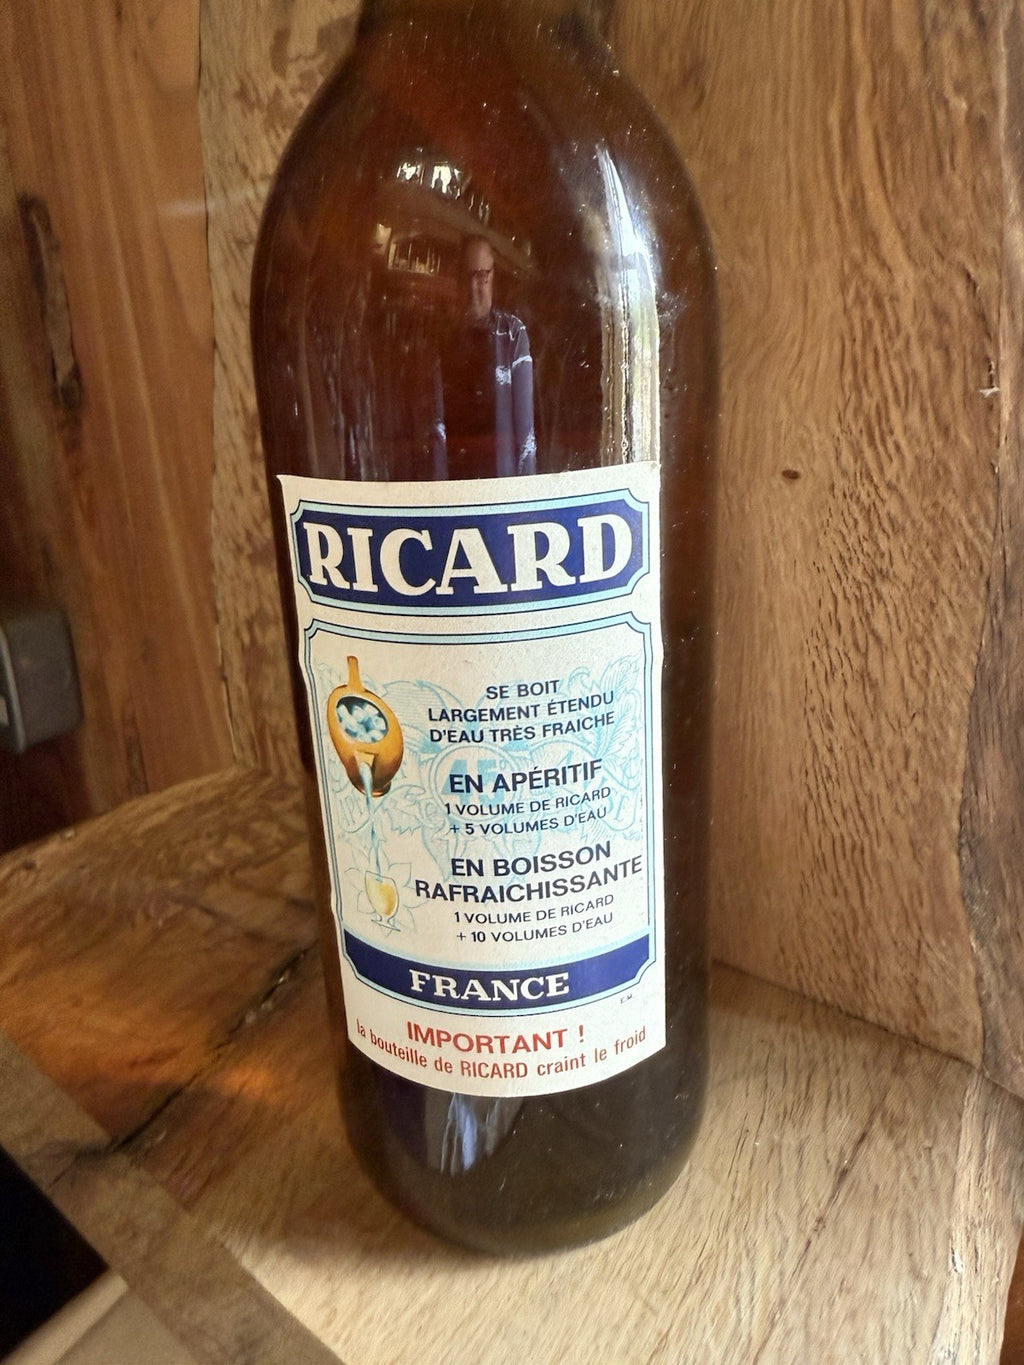 RICARD
SE BOIT
LARGEMENT ÉTENDU
D'EAU TRÈS FRAICHE
45
EN APÉRITIF
1 VOLUME DE RICARD
+ 5 VOLUMES D'EAU
EN BOISSON
RAFRAICHISSANTE
1 VOLUME DE RICARD
+ 10 VOLUMES D'EAU
FRANCE
E.M.
IMPORTANT !
la bouteille de RICARD craint le froid